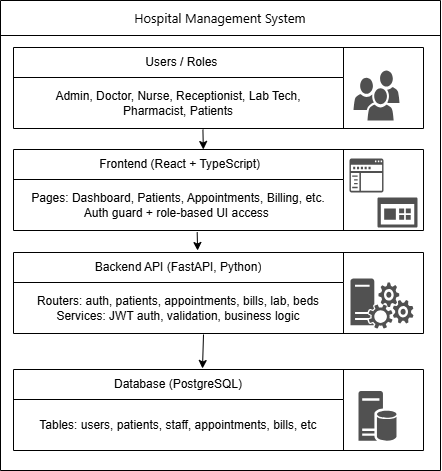 Hospital Management System
Users / Roles
Admin, Doctor, Nurse, Receptionist, Lab Tech,
Pharmacist, Patients
Frontend (React + TypeScript)
Pages: Dashboard, Patients, Appointments, Billing, etc.
Auth guard + role-based UI access
Backend API (FastAPI, Python)
Routers: auth, patients, appointments, bills, lab, beds
Services: JWT auth, validation, business logic
Database (PostgreSQL)
Tables: users, patients, staff, appointments, bills, etc